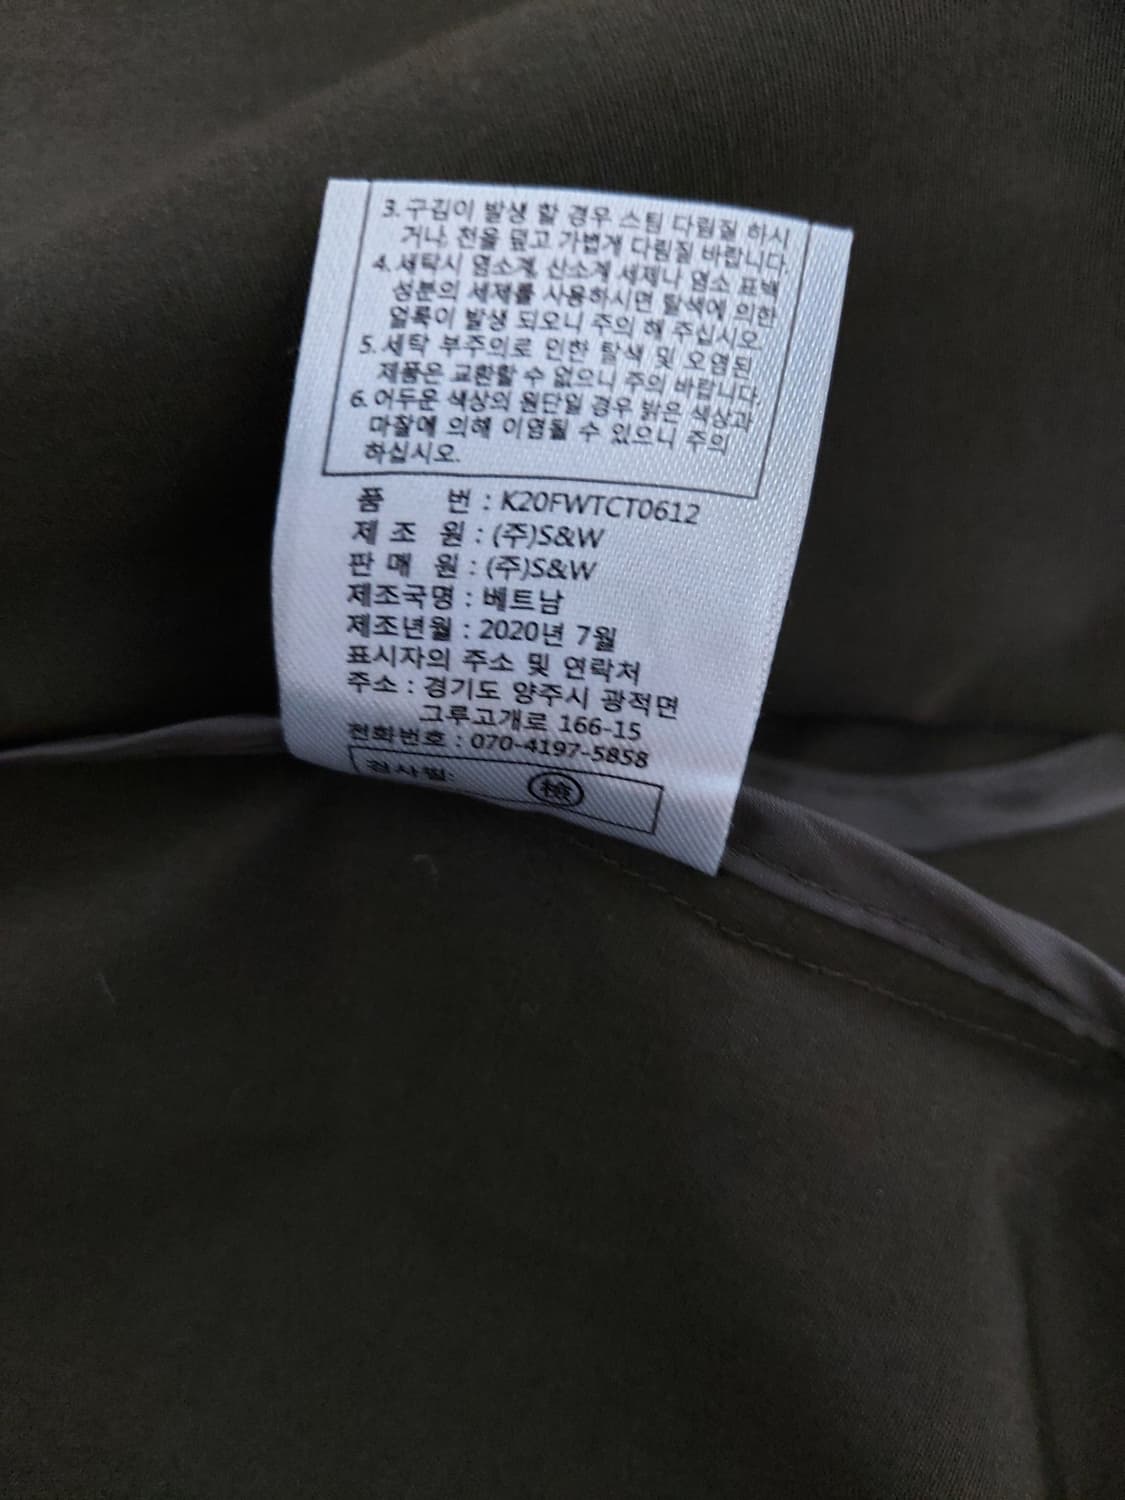 3. 구김이 발생 할 경우 스팀 다림질 하시
거나, 천을 덮고 가볍게 다림질 바랍니다.
4. 세탁시 염소계, 산소계 세제나 염소 표백
성분의 세제를 사용하시면 탈색에 의한
얼룩이 발생 되오니 주의 해 주십시오.
5. 세탁 부주의로 인한 탈색 및 오염된
제품은 교환할 수 없으니 주의 바랍니다.
6. 어두운 색상의 원단일 경우 밝은 색상과
마찰에 의해 이염될 수 있으니 주의
하십시오.
품 번 : K20FWTCT0612
제 조 원 : (주)S&W
판 매 원 : (주)S&W
제조국명 : 베트남
제조년월 : 2020년 7월
표시자의 주소 및 연락처
주소 : 경기도 양주시 광적면
그루고개로 166-15
전화번호 : 070-4197-5858
검사필: 檢